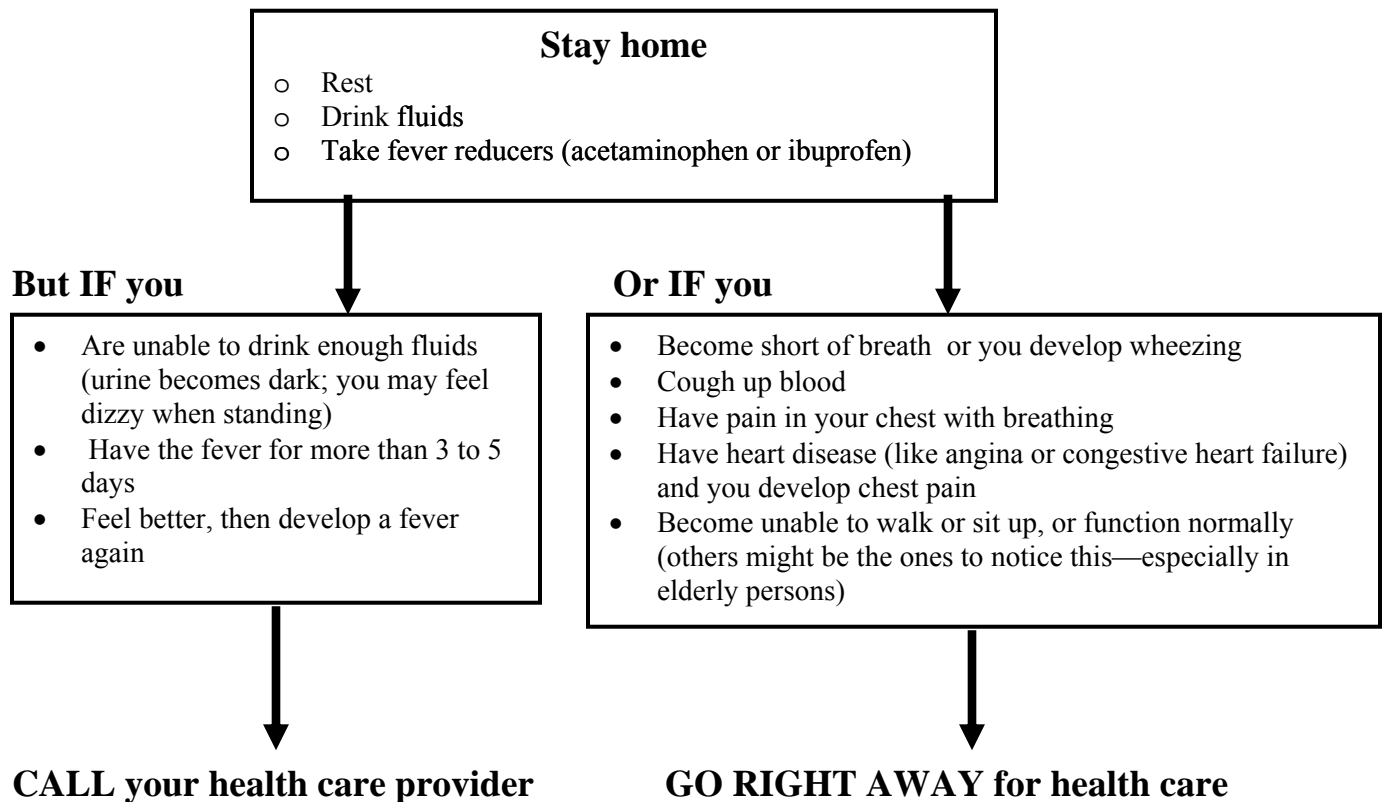 Stay home
o Rest
o Drink fluids
o Take fever reducers (acetaminophen or ibuprofen)
But IF you
• Are unable to drink enough fluids
(urine becomes dark; you may feel
dizzy when standing)
• Have the fever for more than 3 to 5
days
• Feel better, then develop a fever
again
CALL your health care provider
Or IF you
• Become short of breath or you develop wheezing
• Cough up blood
• Have pain in your chest with breathing
• Have heart disease (like angina or congestive heart failure)
and you develop chest pain
• Become unable to walk or sit up, or function normally
(others might be the ones to notice this—especially in
elderly persons)
GO RIGHT AWAY for health care